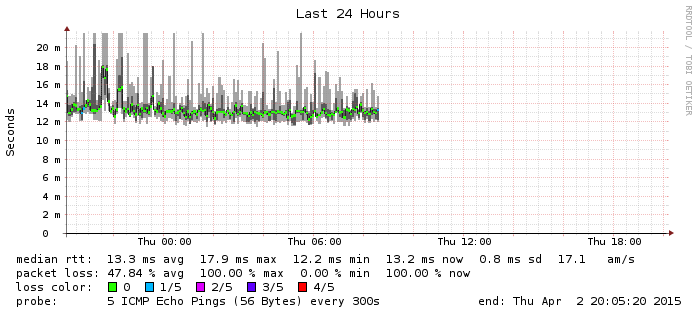 Last 24 Hours
RRDTOOL / TOBI OETIKER
Seconds
20 m
18 m
16 m
14 m
12 m
10 m
8 m
6 m
4 m
2 m
0
Thu 00:00 Thu 06:00 Thu 12:00 Thu 18:00
median rtt: 13.3 ms avg 17.9 ms max 12.2 ms min 13.2 ms now 0.8 ms sd 17.1 am/s
packet loss: 47.84 % avg 100.00 % max 0.00 % min 100.00 % now
loss color: 0 1/5 2/5 3/5 4/5
probe: 5 ICMP Echo Pings (56 Bytes) every 300s end: Thu Apr 2 20:05:20 2015